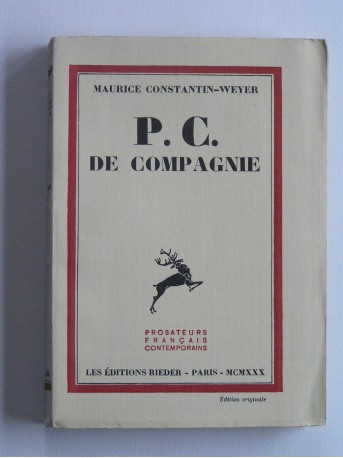 MAURICE CONSTANTIN-WEYER
P. C.
DE COMPAGNIE
PROSATEURS
FRANÇAIS
CONTEMPORAINS
LES ÉDITIONS RIEDER - PARIS - MCMXXX
Édition originale